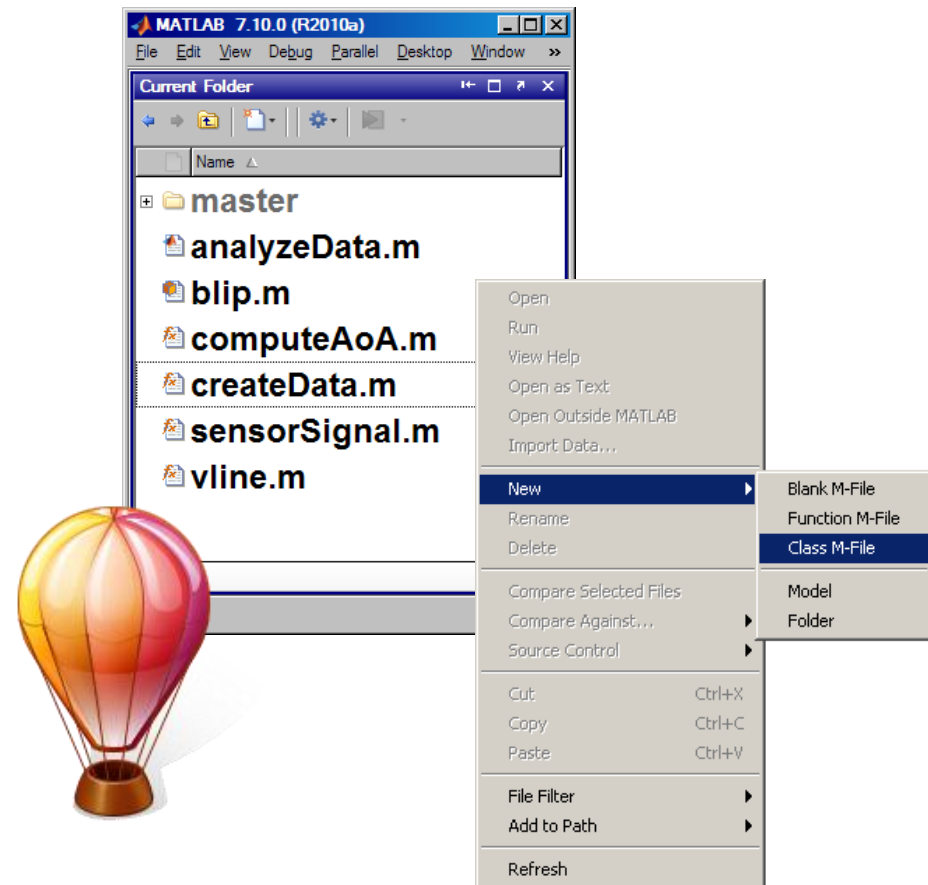 MATLAB 7.10.0 (R2010a)
File Edit View Debug Parallel Desktop Window »
Current Folder
Name
master
analyzeData.m
blip.m
computeAoA.m
createData.m
sensorSignal.m
vline.m
Open
Run
View Help
Open as Text
Open Outside MATLAB
Import Data...
New
Rename
Delete
Compare Selected Files
Compare Against...
Source Control
Cut Ctrl+X
Copy Ctrl+C
Paste Ctrl+V
File Filter
Add to Path
Refresh
Blank M-File
Function M-File
Class M-File
Model
Folder